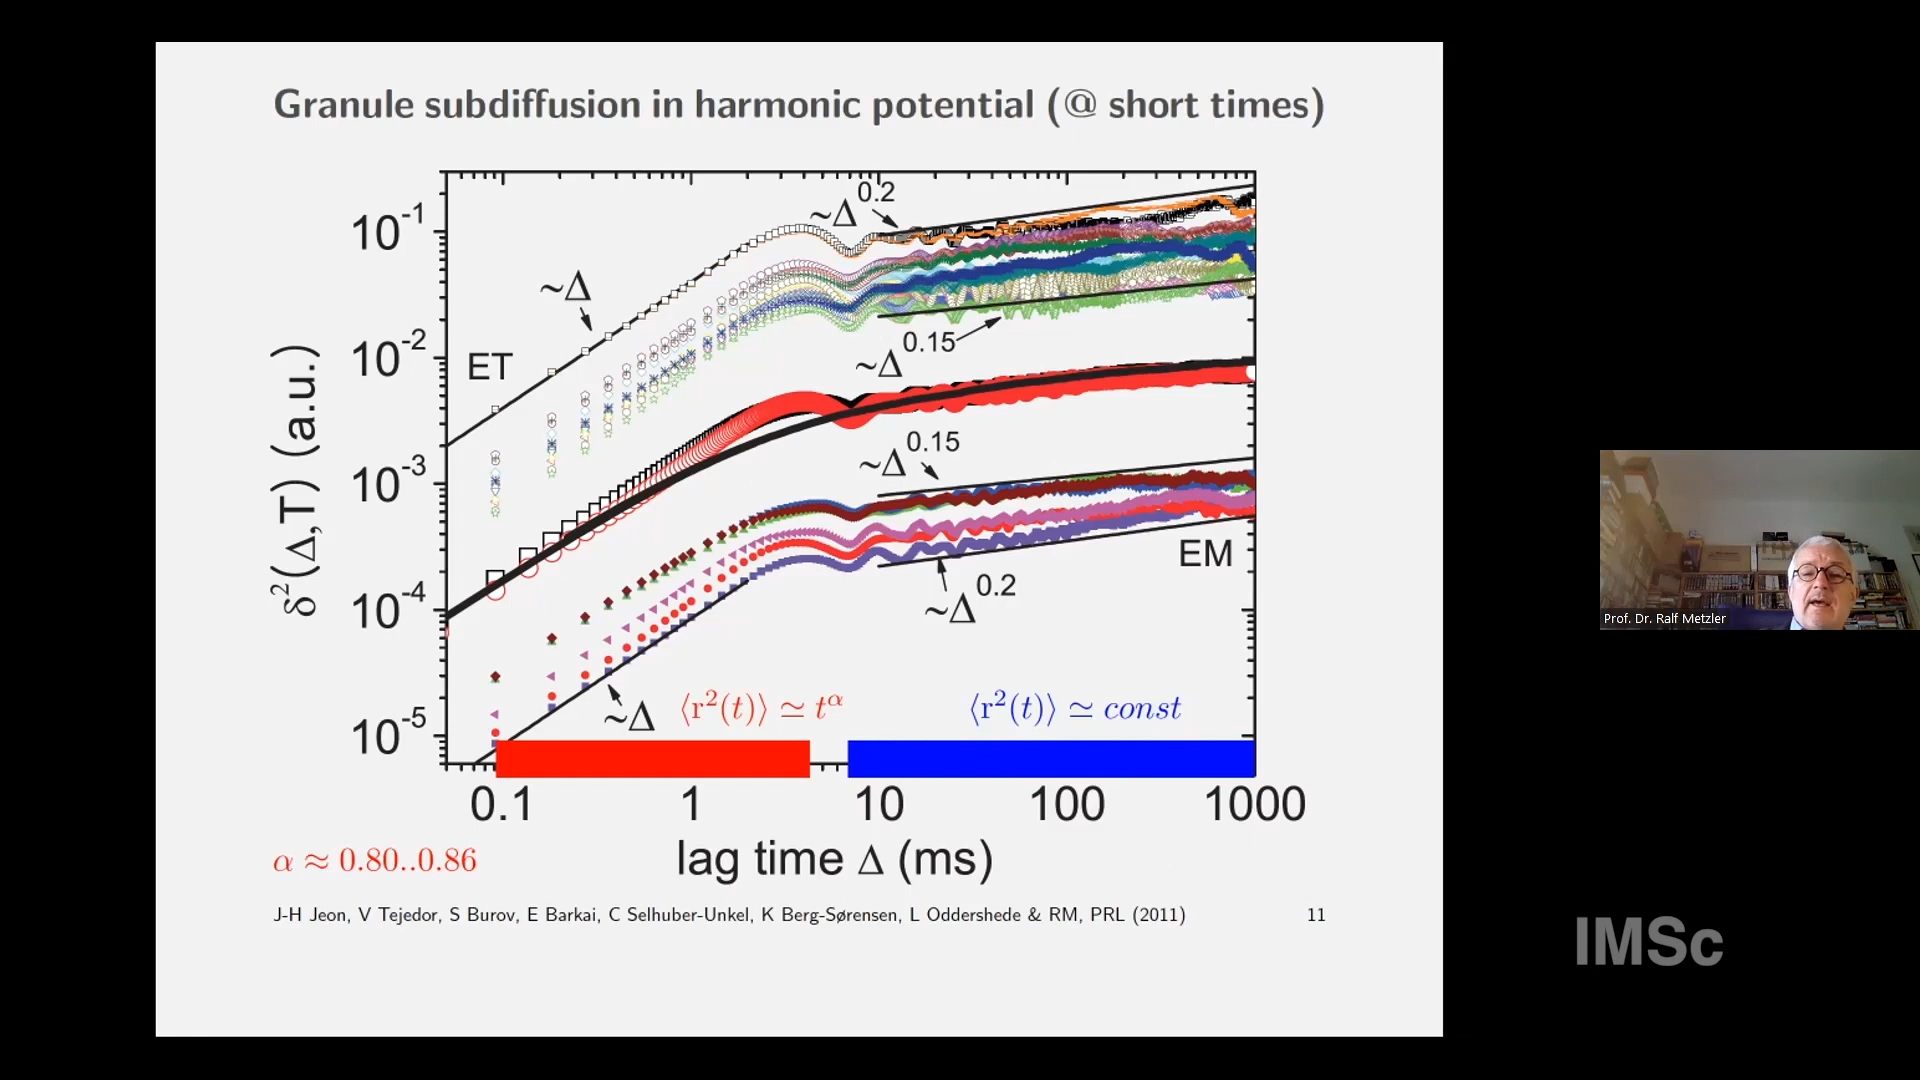 Granule subdiffusion in harmonic potential (@ short times)
~Δ^0.2
10^-1
~Δ
ET
10^-2
~Δ^0.15
δ²(Δ,T) (a.u.)
~Δ^0.15
10^-3
EM
~Δ^0.2
10^-4
~Δ
⟨r²(t)⟩ ≃ t^α
⟨r²(t)⟩ ≃ const
10^-5
0.1 1 10 100 1000
lag time Δ (ms)
α ≈ 0.80..0.86
J-H Jeon, V Tejedor, S Burov, E Barkai, C Selhuber-Unkel, K Berg-Sørensen, L Oddershede & RM, PRL (2011)
11
Prof. Dr. Ralf Metzler
IMSc